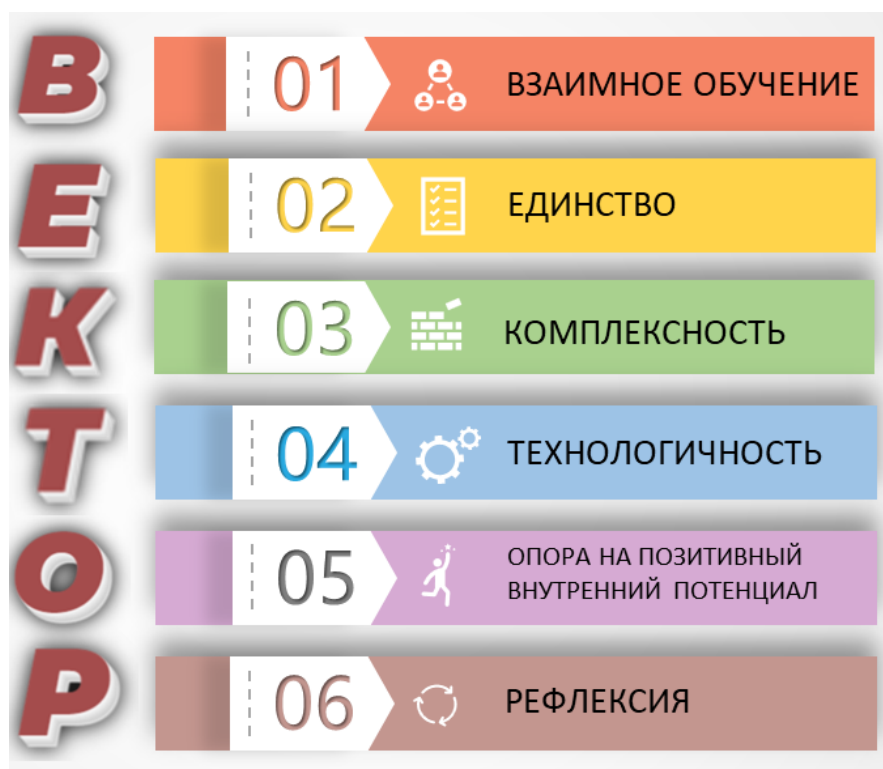 В
01
ВЗАИМНОЕ ОБУЧЕНИЕ
Е
02
ЕДИНСТВО
К
03
КОМПЛЕКСНОСТЬ
Т
04
ТЕХНОЛОГИЧНОСТЬ
О
05
ОПОРА НА ПОЗИТИВНЫЙ
ВНУТРЕННИЙ ПОТЕНЦИАЛ
Р
06
РЕФЛЕКСИЯ